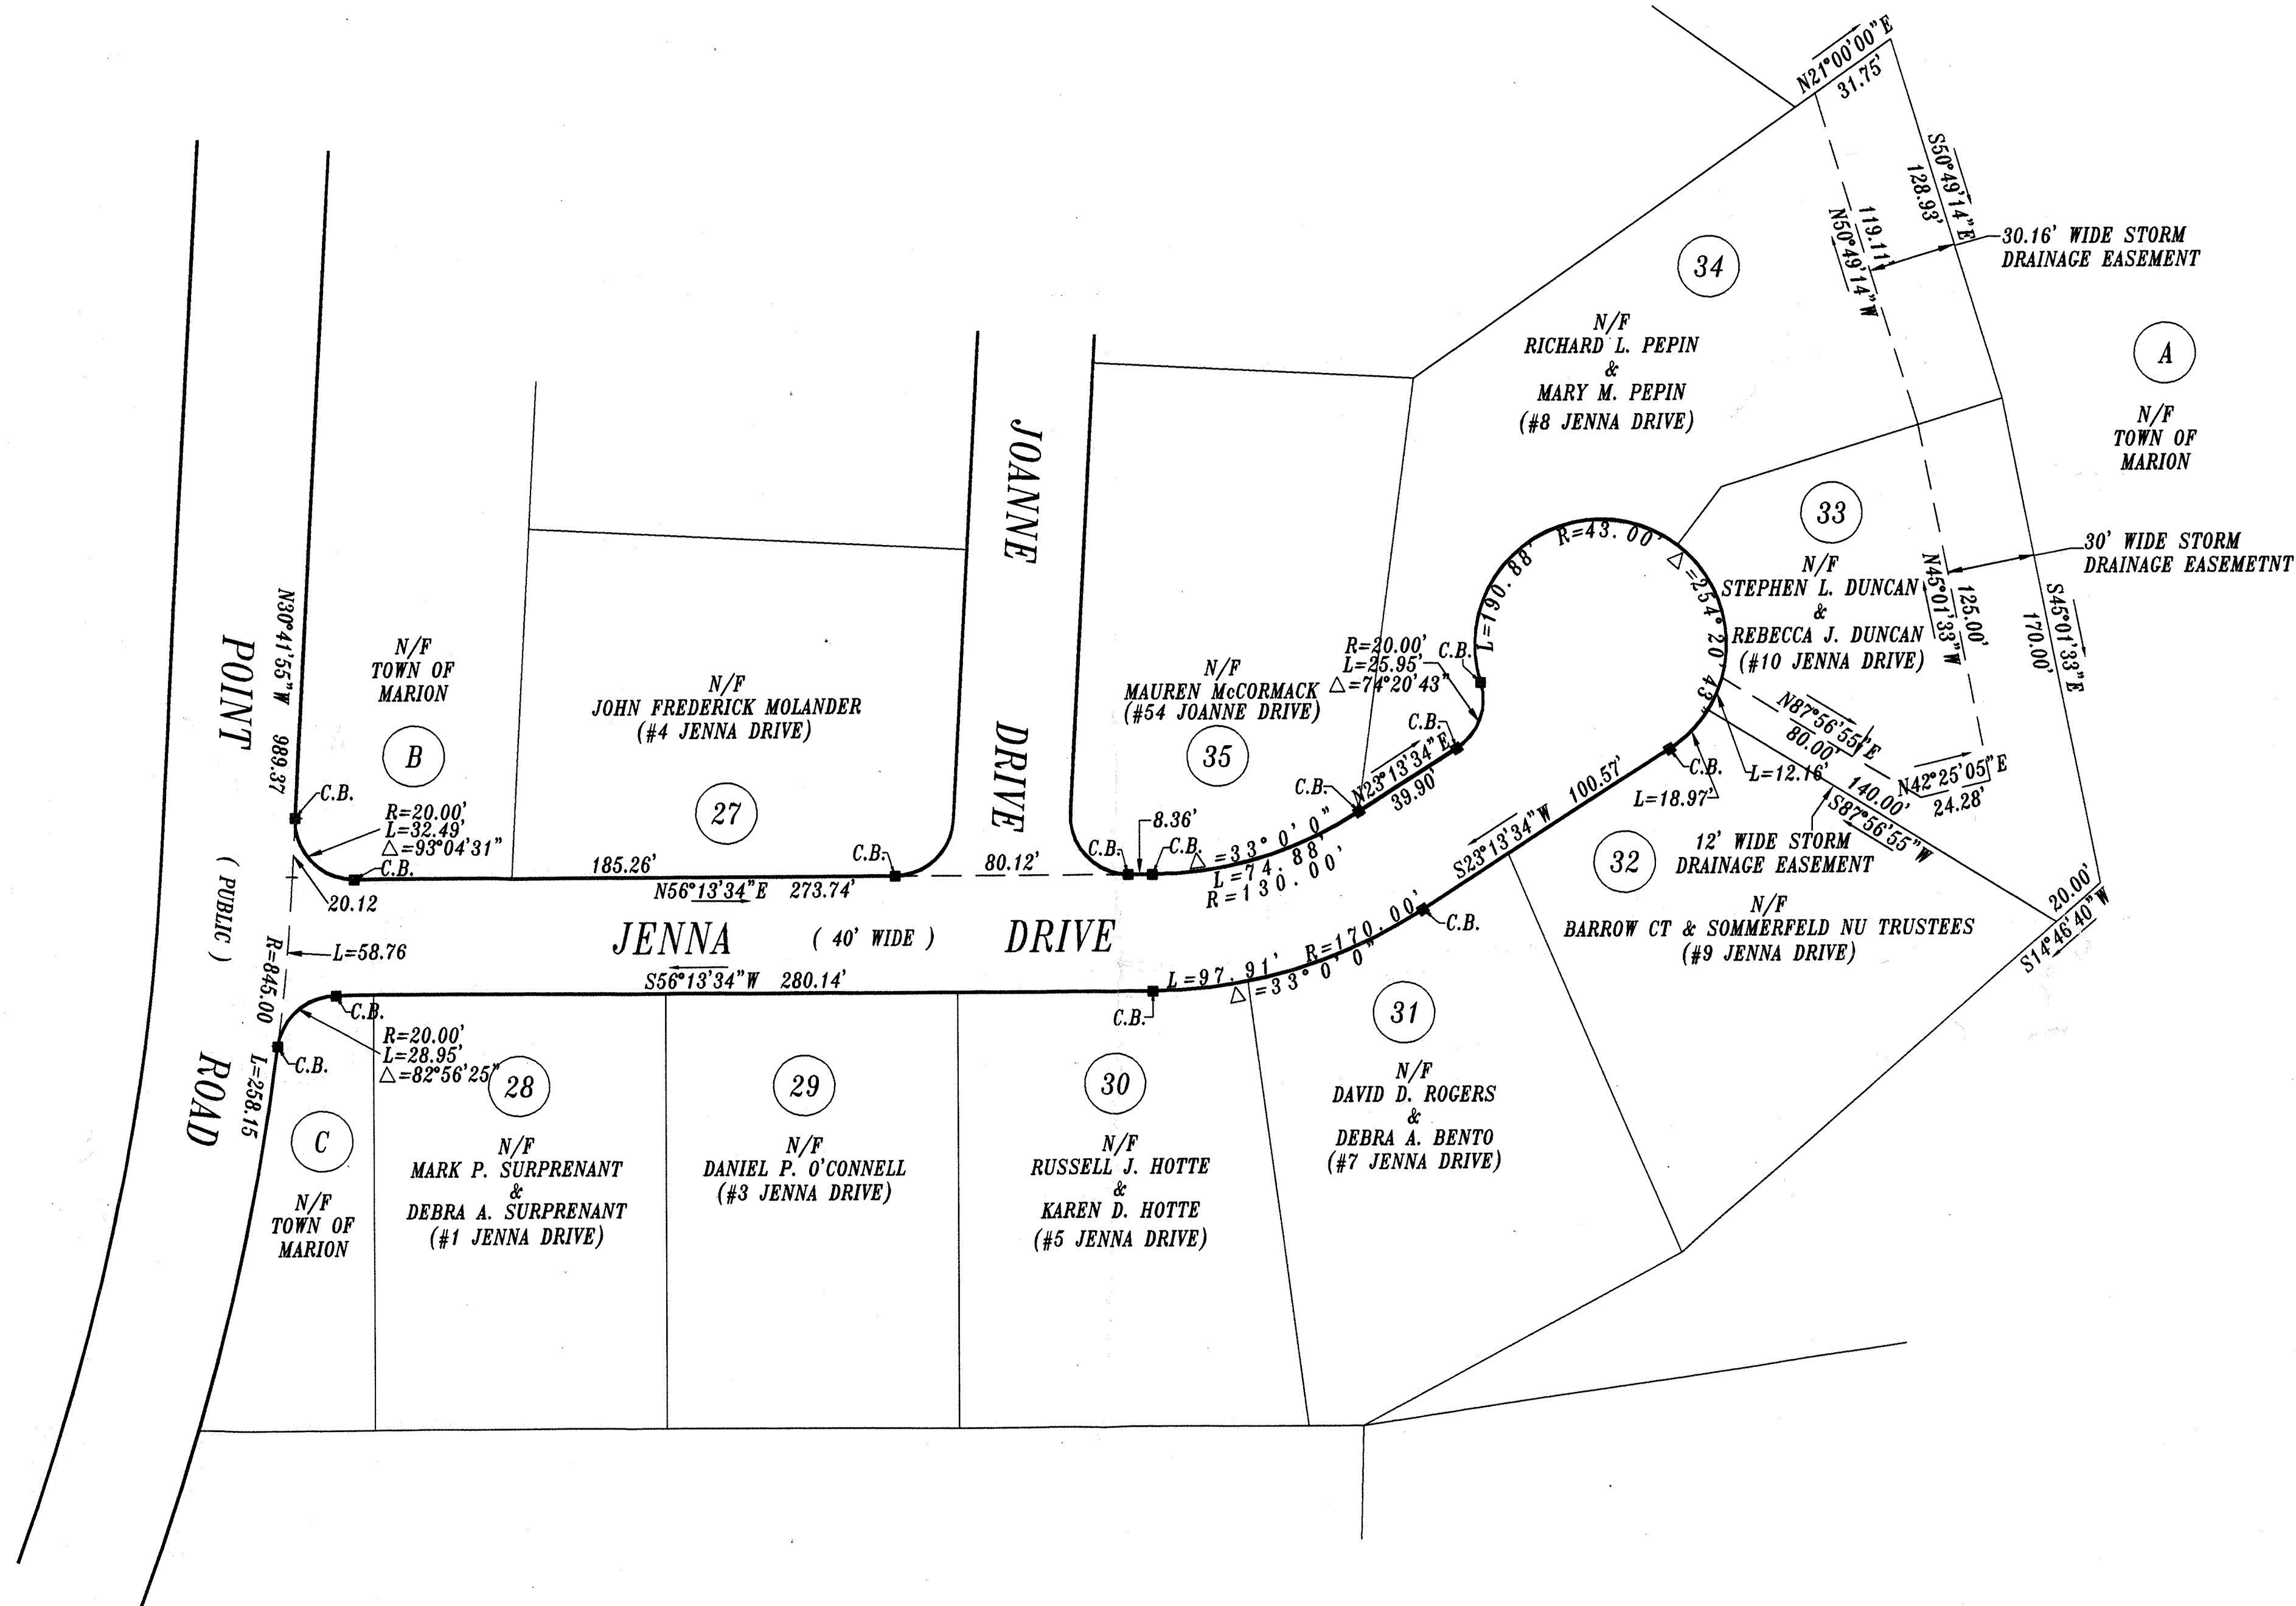 N21°00'00"E
31.75'
S50°49'14"E
128.93'
119.11'
N50°49'14"W
30.16' WIDE STORM
DRAINAGE EASEMENT
34
N/F
RICHARD L. PEPIN
&
MARY M. PEPIN
(#8 JENNA DRIVE)
A
N/F
TOWN OF
MARION
33
N/F
STEPHEN L. DUNCAN
&
REBECCA J. DUNCAN
(#10 JENNA DRIVE)
30' WIDE STORM
DRAINAGE EASEMETNT
N45°01'33"W
125.00'
S45°01'33"E
170.00'
L=190.88' R=43.00' △=254°20'43"
R=20.00'
L=25.95'
△=74°20'43"
C.B.
C.B.
N87°56'55"E
80.00'
N42°25'05"E
24.28'
140.00'
S87°56'55"W
C.B.
L=12.16'
L=18.97'
12' WIDE STORM
DRAINAGE EASEMENT
20.00'
S14°46'40"W
32
N/F
BARROW CT & SOMMERFELD NU TRUSTEES
(#9 JENNA DRIVE)
JOANNE DRIVE
N/F
MAUREN McCORMACK
(#54 JOANNE DRIVE)
35
C.B.
N23°13'34"E
39.90'
S23°13'34"W 100.57'
8.36'
C.B.
C.B.
△=33°0'0"
L=74.88'
R=130.00'
80.12'
N30°41'55"W 989.37
POINT ROAD
( PUBLIC )
N/F
TOWN OF
MARION
B
C.B.
R=20.00'
L=32.49'
△=93°04'31"
C.B.
20.12
L=58.76
R=845.00
L=258.15
N/F
JOHN FREDERICK MOLANDER
(#4 JENNA DRIVE)
27
C.B.
185.26'
N56°13'34"E 273.74'
JENNA ( 40' WIDE ) DRIVE
S56°13'34"W 280.14'
C.B.
L=97.91' R=170.00'
△=33°0'0"
C.B.
C.B.
C.B.
R=20.00'
L=28.95'
△=82°56'25"
C
N/F
TOWN OF
MARION
28
N/F
MARK P. SURPRENANT
&
DEBRA A. SURPRENANT
(#1 JENNA DRIVE)
29
N/F
DANIEL P. O'CONNELL
(#3 JENNA DRIVE)
30
N/F
RUSSELL J. HOTTE
&
KAREN D. HOTTE
(#5 JENNA DRIVE)
31
N/F
DAVID D. ROGERS
&
DEBRA A. BENTO
(#7 JENNA DRIVE)